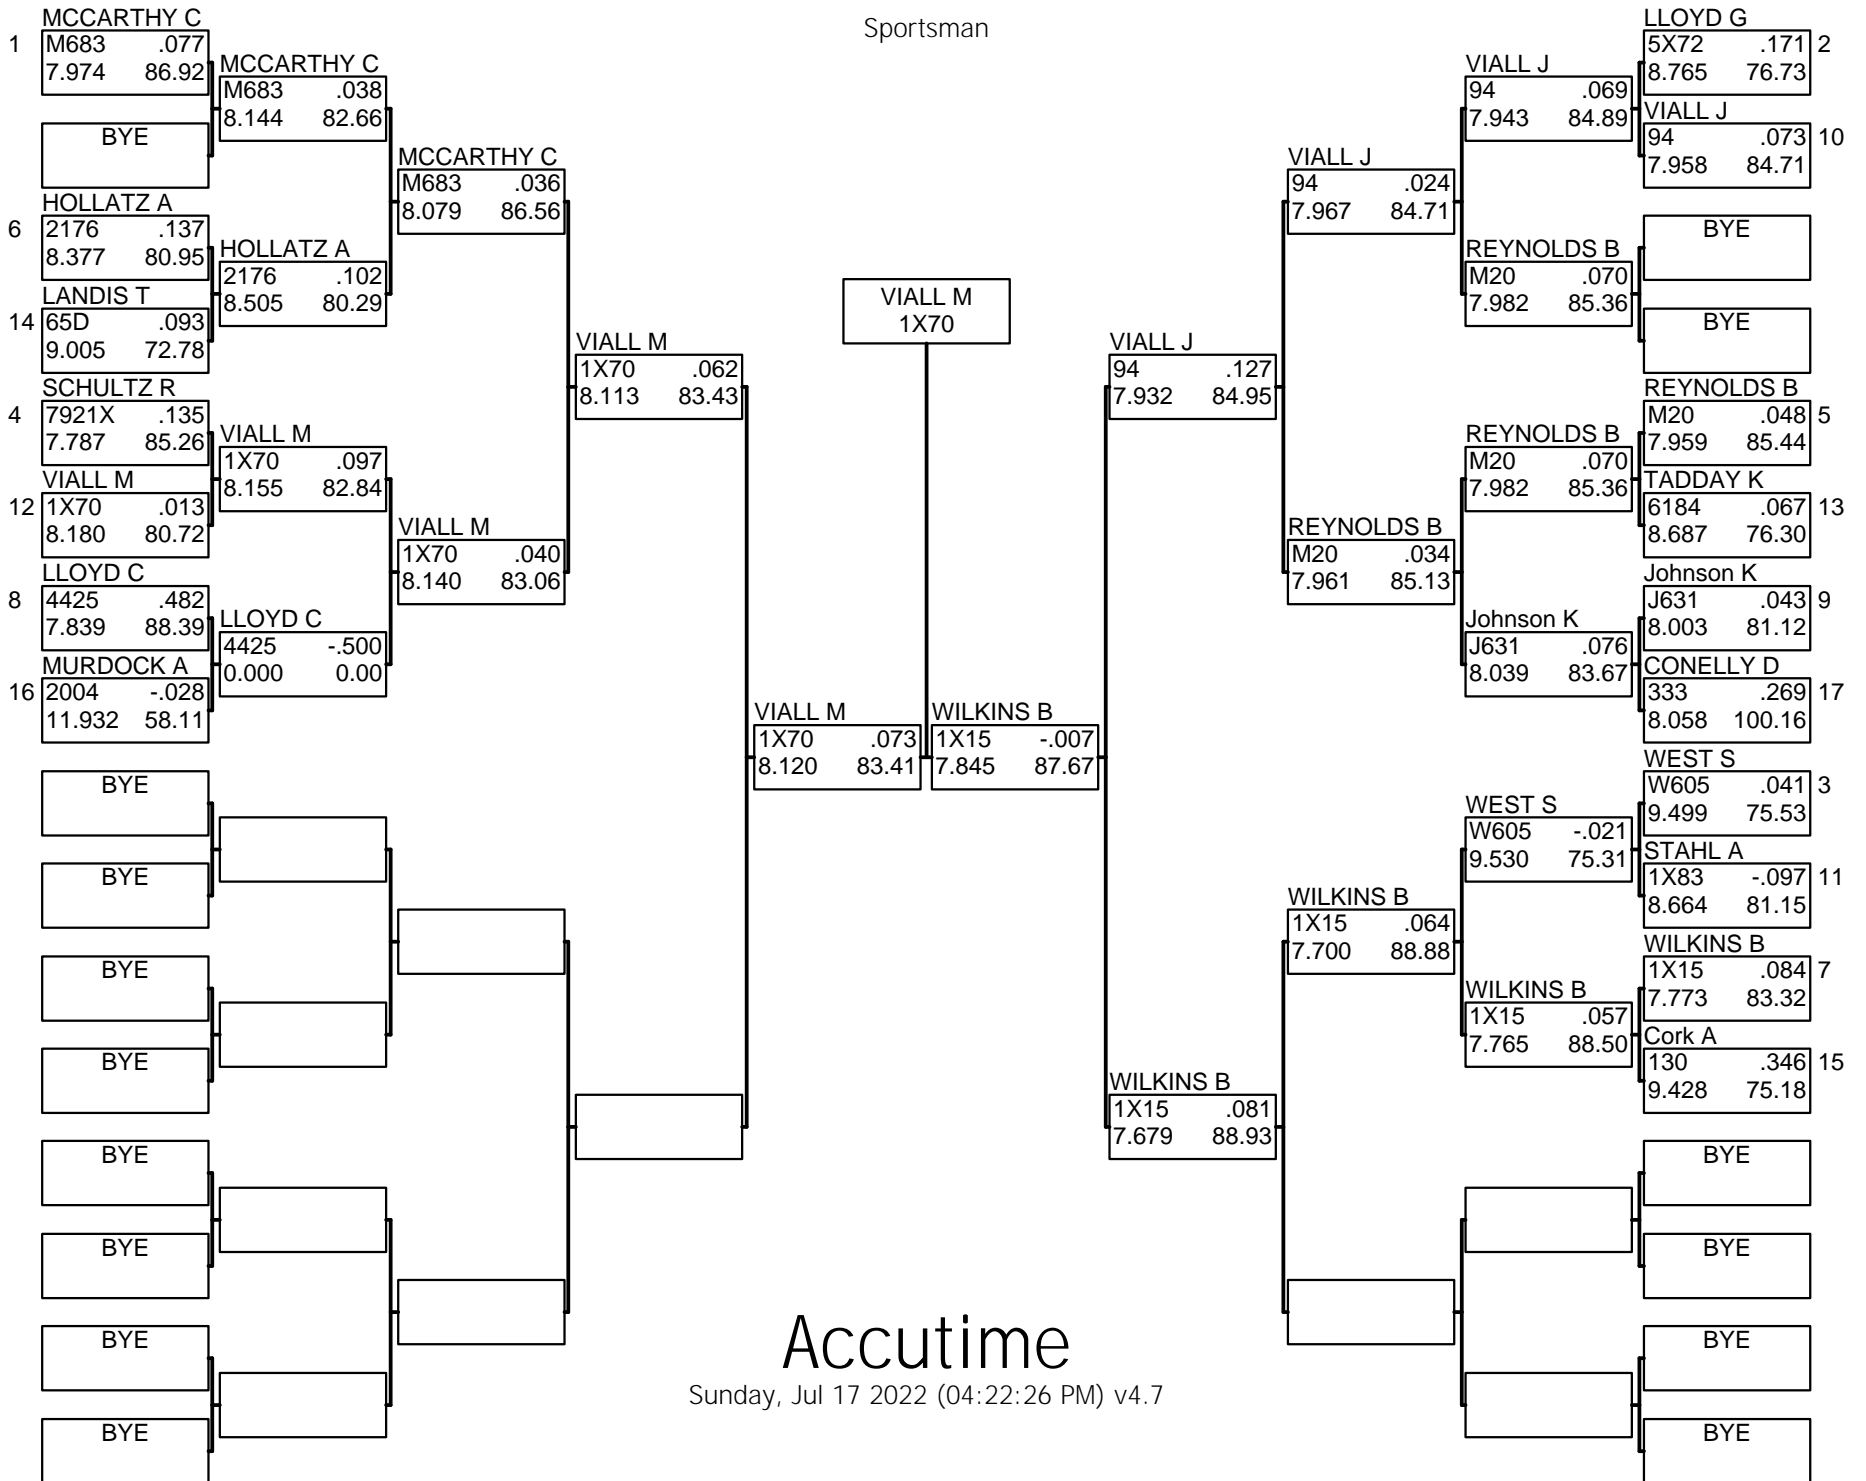 Sportsman
MCCARTHY C
1 M683 .077
7.974 86.92
BYE
HOLLATZ A
6 2176 .137
8.377 80.95
LANDIS T
14 65D .093
9.005 72.78
SCHULTZ R
4 7921X .135
7.787 85.26
VIALL M
12 1X70 .013
8.180 80.72
LLOYD C
8 4425 .482
7.839 88.39
MURDOCK A
16 2004 -.028
11.932 58.11
BYE
BYE
BYE
BYE
BYE
BYE
BYE
BYE
MCCARTHY C
M683 .038
8.144 82.66
HOLLATZ A
2176 .102
8.505 80.29
VIALL M
1X70 .097
8.155 82.84
LLOYD C
4425 -.500
0.000 0.00
MCCARTHY C
M683 .036
8.079 86.56
VIALL M
1X70 .040
8.140 83.06
VIALL M
1X70 .062
8.113 83.43
VIALL M
1X70 .073
8.120 83.41
VIALL M
1X70
WILKINS B
1X15 -.007
7.845 87.67
VIALL J
94 .127
7.932 84.95
WILKINS B
1X15 .081
7.679 88.93
VIALL J
94 .024
7.967 84.71
REYNOLDS B
M20 .034
7.961 85.13
WILKINS B
1X15 .064
7.700 88.88
VIALL J
94 .069
7.943 84.89
REYNOLDS B
M20 .070
7.982 85.36
REYNOLDS B
M20 .070
7.982 85.36
Johnson K
J631 .076
8.039 83.67
WEST S
W605 -.021
9.530 75.31
WILKINS B
1X15 .057
7.765 88.50
LLOYD G
5X72 .171 2
8.765 76.73
VIALL J
94 .073 10
7.958 84.71
BYE
BYE
REYNOLDS B
M20 .048 5
7.959 85.44
TADDAY K
6184 .067 13
8.687 76.30
Johnson K
J631 .043 9
8.003 81.12
CONELLY D
333 .269 17
8.058 100.16
WEST S
W605 .041 3
9.499 75.53
STAHL A
1X83 -.097 11
8.664 81.15
WILKINS B
1X15 .084 7
7.773 83.32
Cork A
130 .346 15
9.428 75.18
BYE
BYE
BYE
BYE
Accutime
Sunday, Jul 17 2022 (04:22:26 PM) v4.7